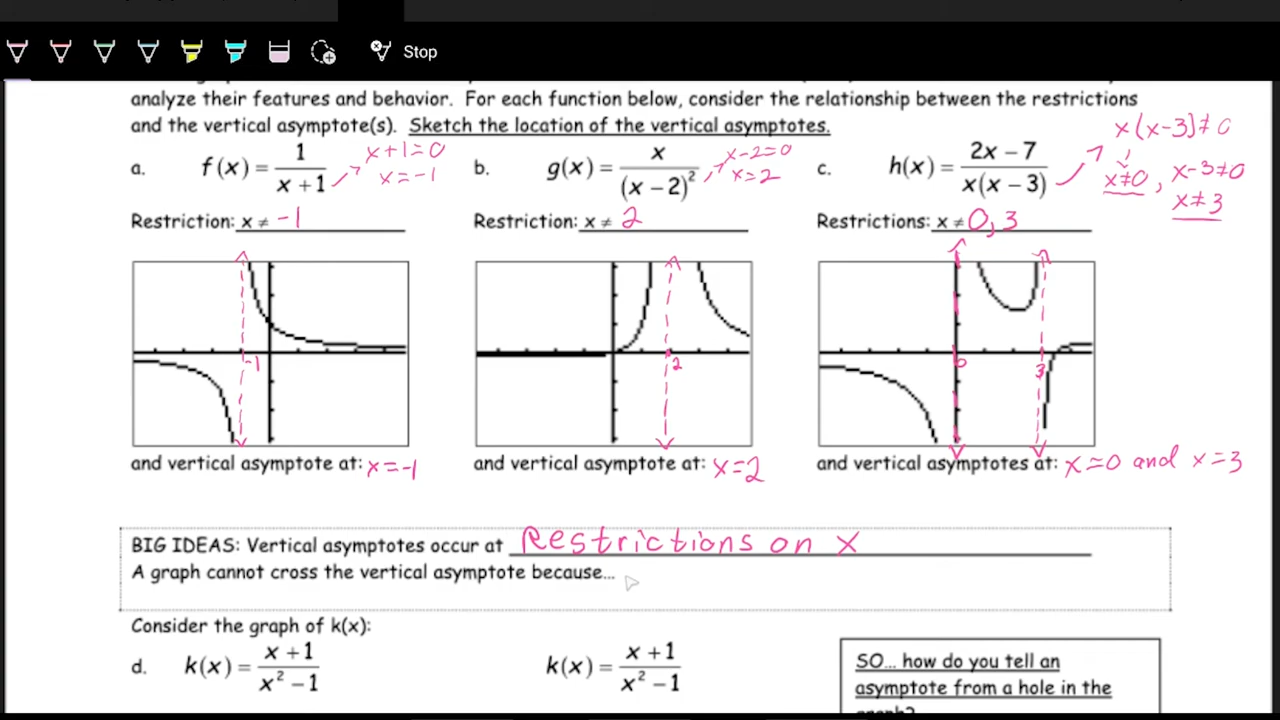 Stop
analyze their features and behavior. For each function below, consider the relationship between the restrictions
and the vertical asymptote(s). Sketch the location of the vertical asymptotes.
a. f(x) = 1/(x + 1) x+1=0 x=-1
b. g(x) = x/(x - 2)² x-2=0 x=2
c. h(x) = (2x - 7)/(x(x - 3)) x(x-3)≠0 x≠0, x-3≠0 x≠3
Restriction: x ≠ -1
Restriction: x ≠ 2
Restrictions: x ≠ 0, 3
-1
2
0 3
and vertical asymptote at: x=-1
and vertical asymptote at: x=2
and vertical asymptotes at: x=0 and x=3
BIG IDEAS: Vertical asymptotes occur at Restrictions on x
A graph cannot cross the vertical asymptote because...
Consider the graph of k(x):
d. k(x) = (x + 1)/(x² - 1)
k(x) = (x + 1)/(x² - 1)
SO... how do you tell an
asymptote from a hole in the
graph?